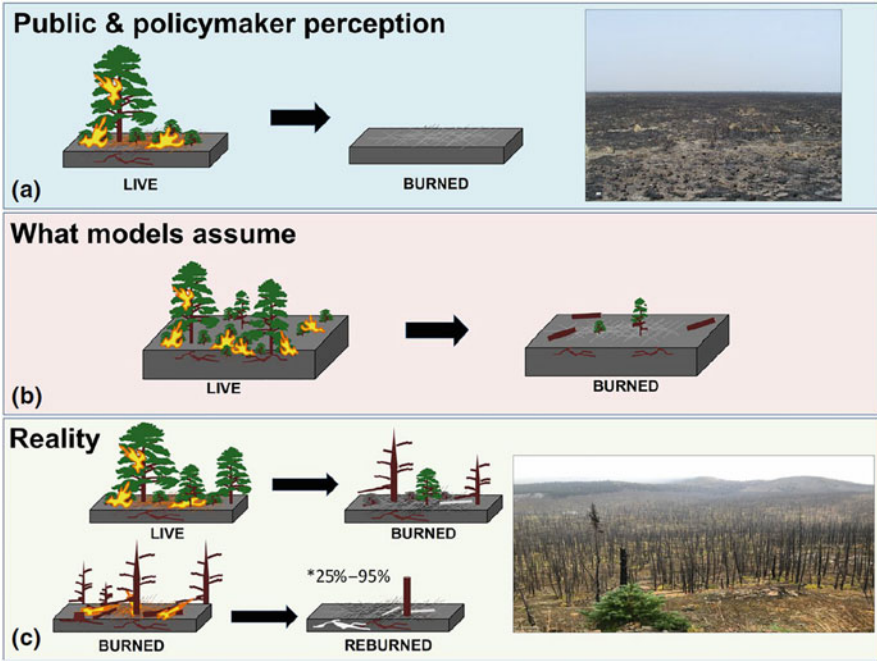 Public & policymaker perception
LIVE
BURNED
(a)
What models assume
LIVE
BURNED
(b)
Reality
LIVE
BURNED
*25%–95%
BURNED
REBURNED
(c)